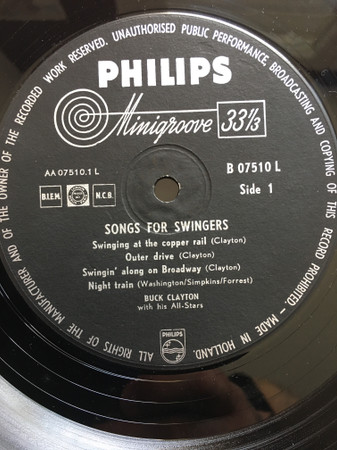 ALL RIGHTS OF THE MANUFACTURER AND OF THE OWNER OF THE RECORDED WORK RESERVED. UNAUTHORISED PUBLIC PERFORMANCE, BROADCASTING AND COPYING OF THIS RECORD PROHIBITED - MADE IN HOLLAND.
PHILIPS
Minigroove 33⅓
AA 07510.1 L
B 07510 L
B.I.E.M. N.C.B.
Side 1
SONGS FOR SWINGERS
Swinging at the copper rail (Clayton)
Outer drive (Clayton)
Swingin' along on Broadway (Clayton)
Night train (Washington/Simpkins/Forrest)
BUCK CLAYTON
with his All-Stars
PHILIPS